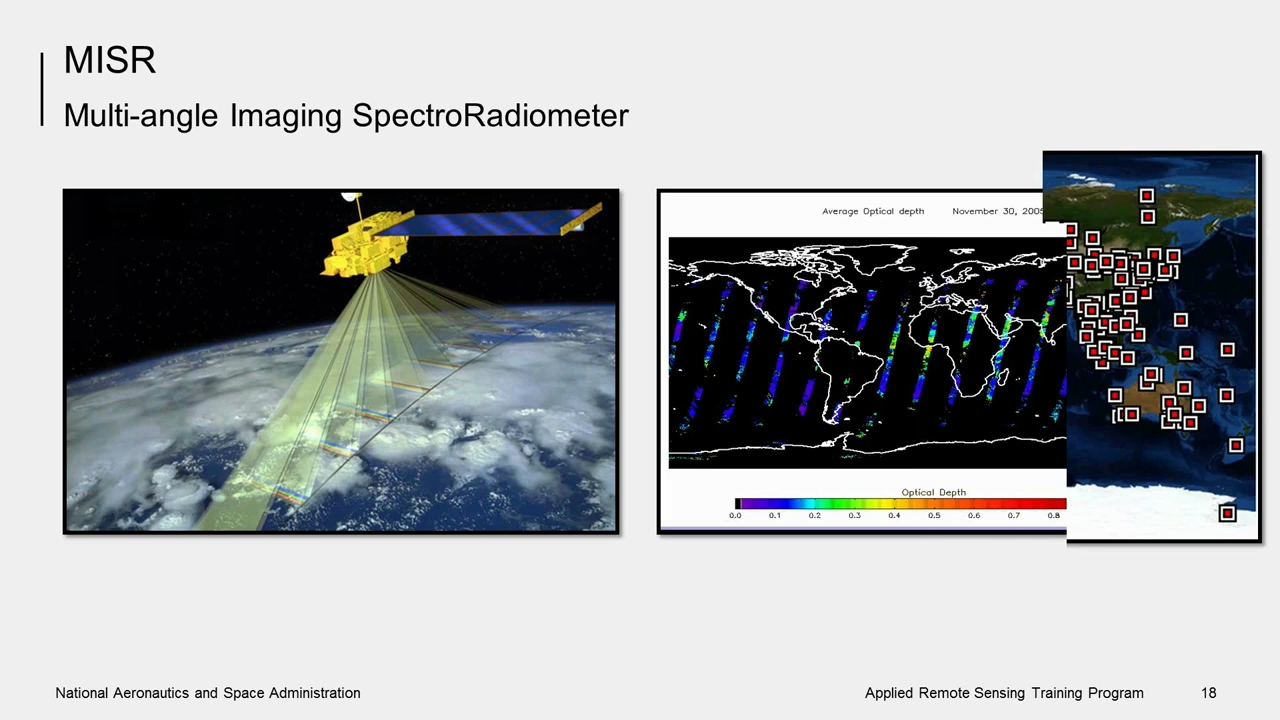 MISR
Multi-angle Imaging SpectroRadiometer
Average Optical depth November 30, 2005
Optical Depth
0.0 0.1 0.2 0.3 0.4 0.5 0.6 0.7 0.8
National Aeronautics and Space Administration
Applied Remote Sensing Training Program
18